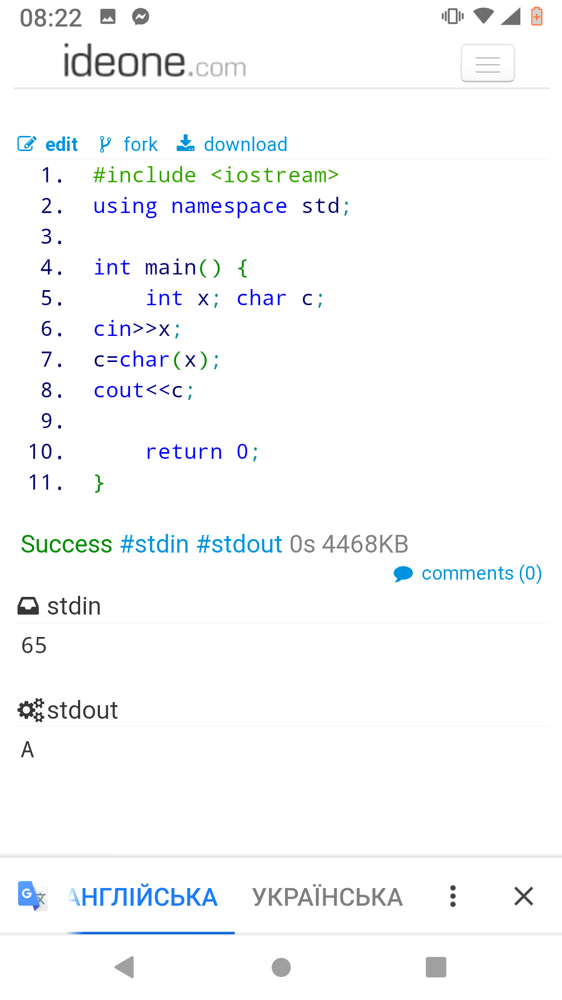 08:22
ideone.com
edit fork download
1. #include <iostream>
2. using namespace std;
3.
4. int main() {
5.     int x; char c;
6. cin>>x;
7. c=char(x);
8. cout<<c;
9.
10.     return 0;
11. }
Success #stdin #stdout 0s 4468KB
comments (0)
stdin
65
stdout
A
АНГЛІЙСЬКА УКРАЇНСЬКА